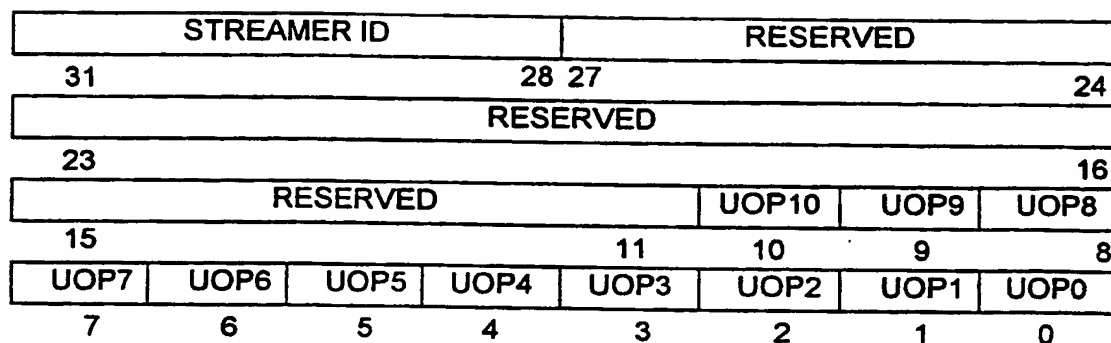 STREAMER ID RESERVED
31 28 27 24
RESERVED
23 16
RESERVED UOP10 UOP9 UOP8
15 11 10 9 8
UOP7 UOP6 UOP5 UOP4 UOP3 UOP2 UOP1 UOP0
7 6 5 4 3 2 1 0